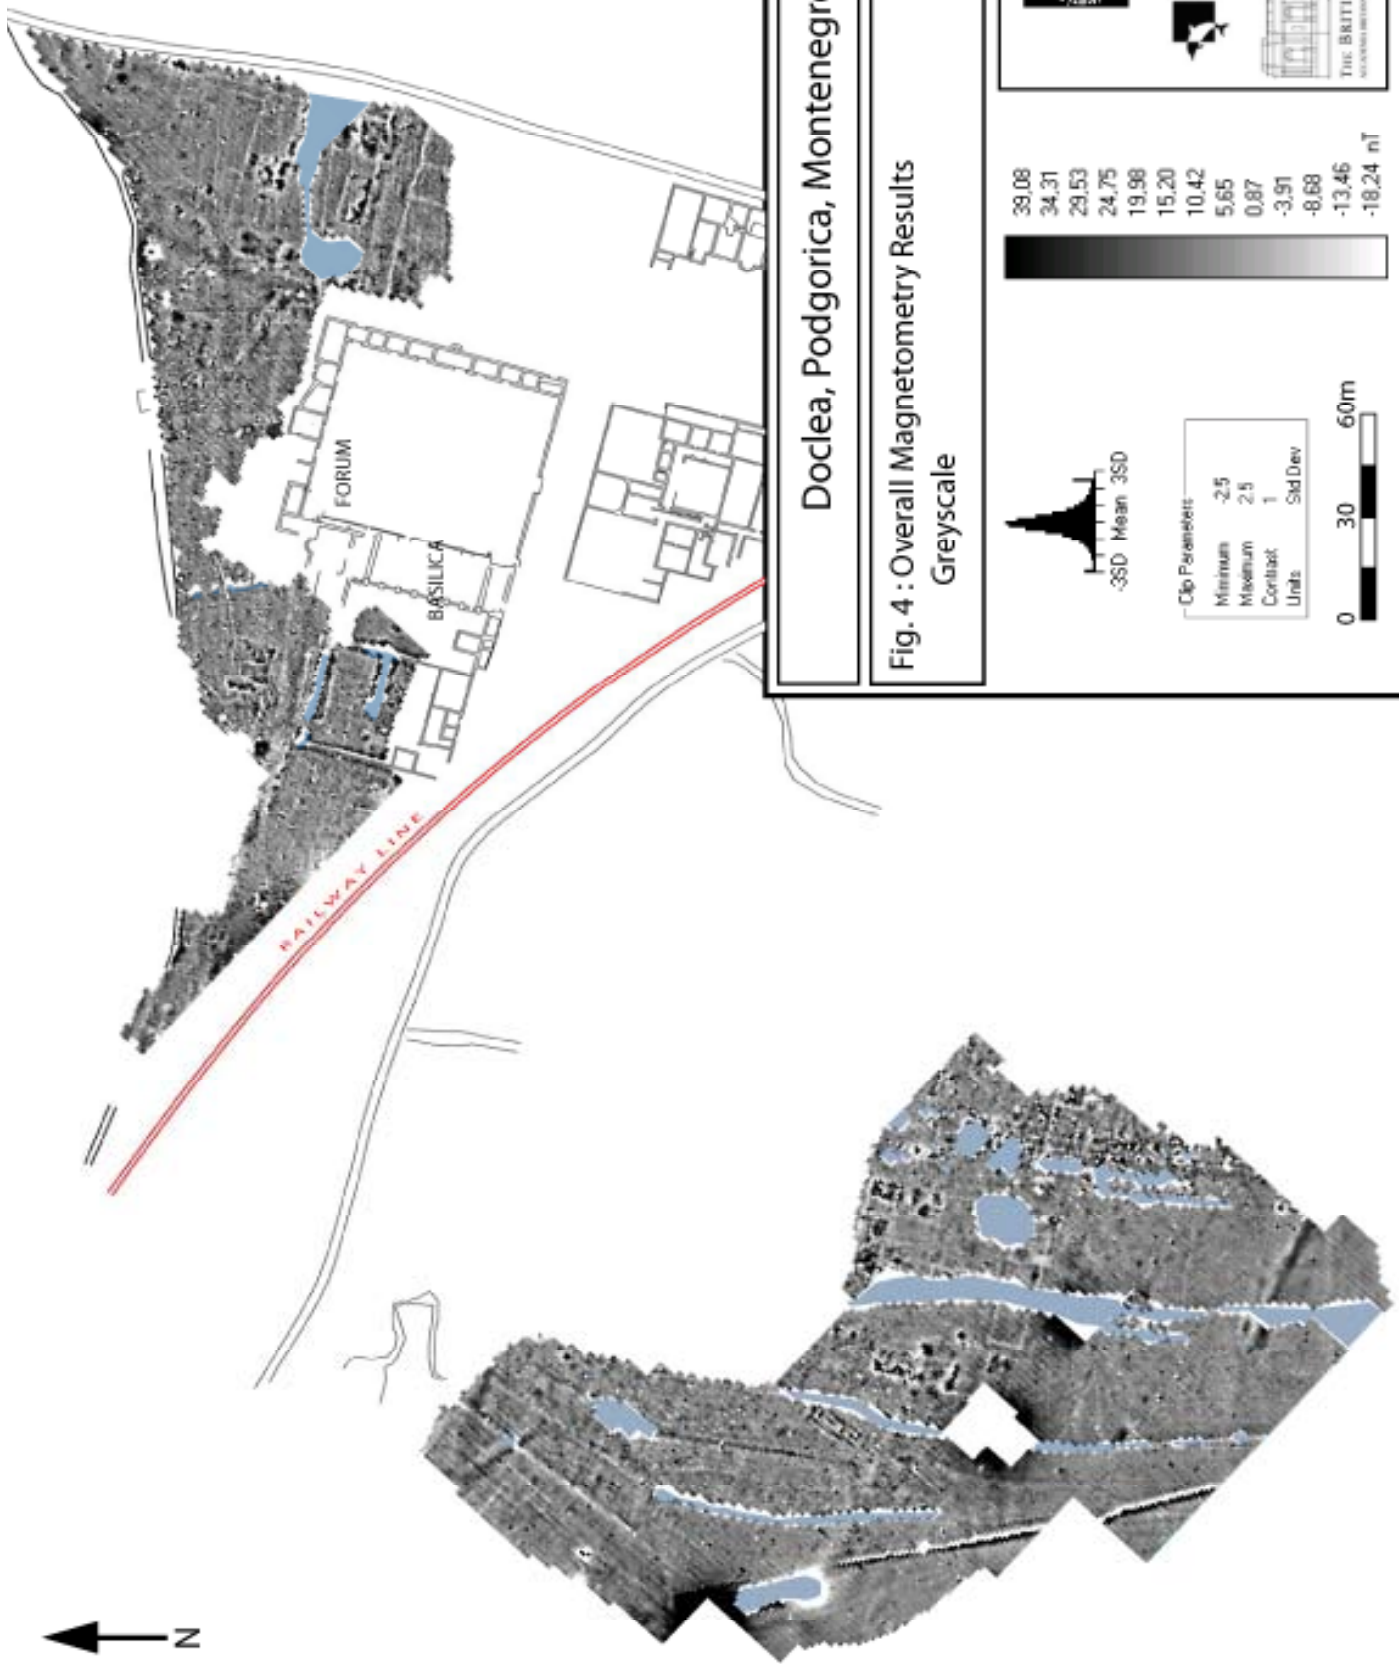 Doclea, Podgorica, Montenegr
Fig. 4 : Overall Magnetometry Results
Greyscale
FORUM
BASILICA
RAILWAY LINE
N
-3SD Mean 3SD
Clip Parameters
Minimum -2.5
Maximum 2.5
Contrast 1
Units Std Dev
0 30 60m
39,08
34,31
29,53
24,75
19,98
15,20
10,42
5,65
0,87
-3,91
-8,68
-13,46
-18,24 nT
THE BRITI